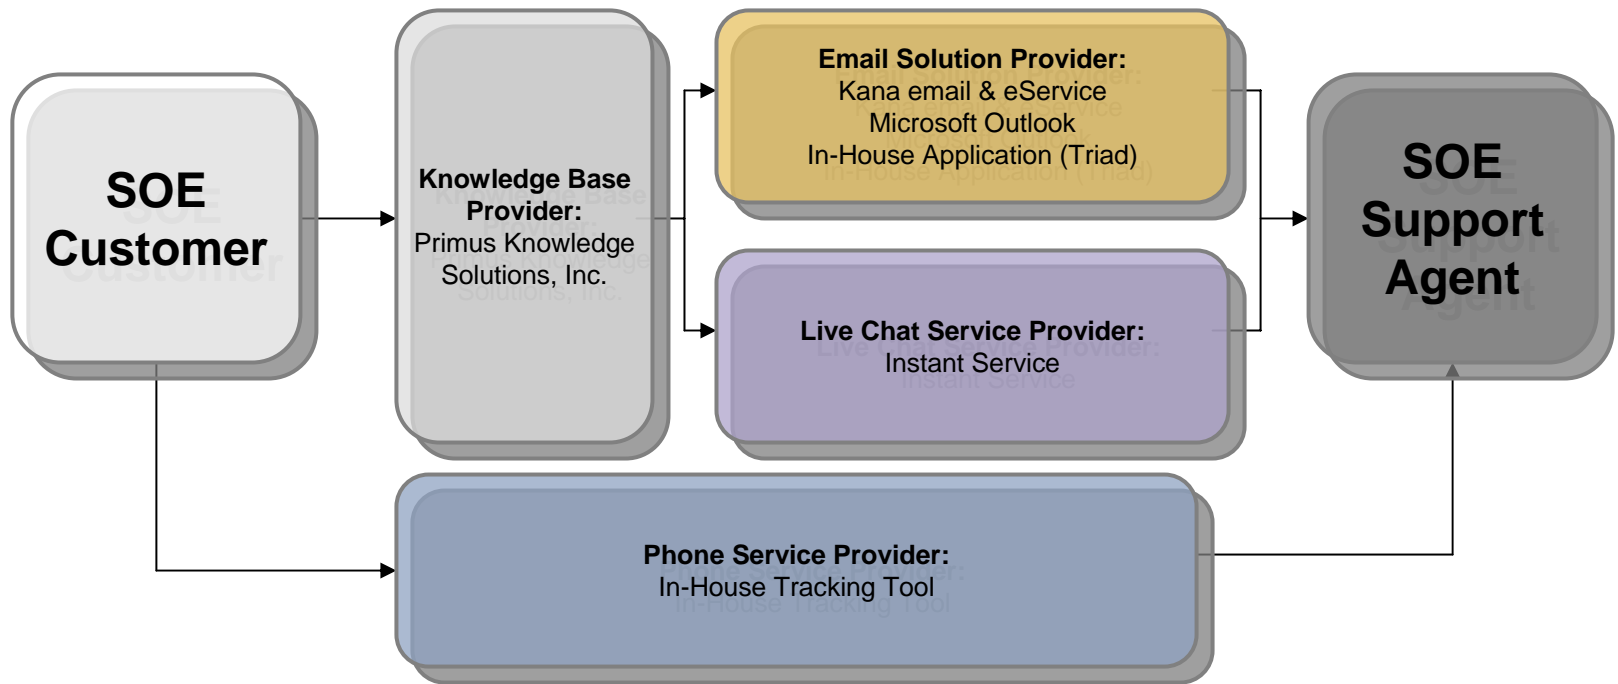 SOE
Customer
Knowledge Base
Provider:
Primus Knowledge
Solutions, Inc.
Email Solution Provider:
Kana email & eService
Microsoft Outlook
In-House Application (Triad)
Live Chat Service Provider:
Instant Service
Phone Service Provider:
In-House Tracking Tool
SOE
Support
Agent